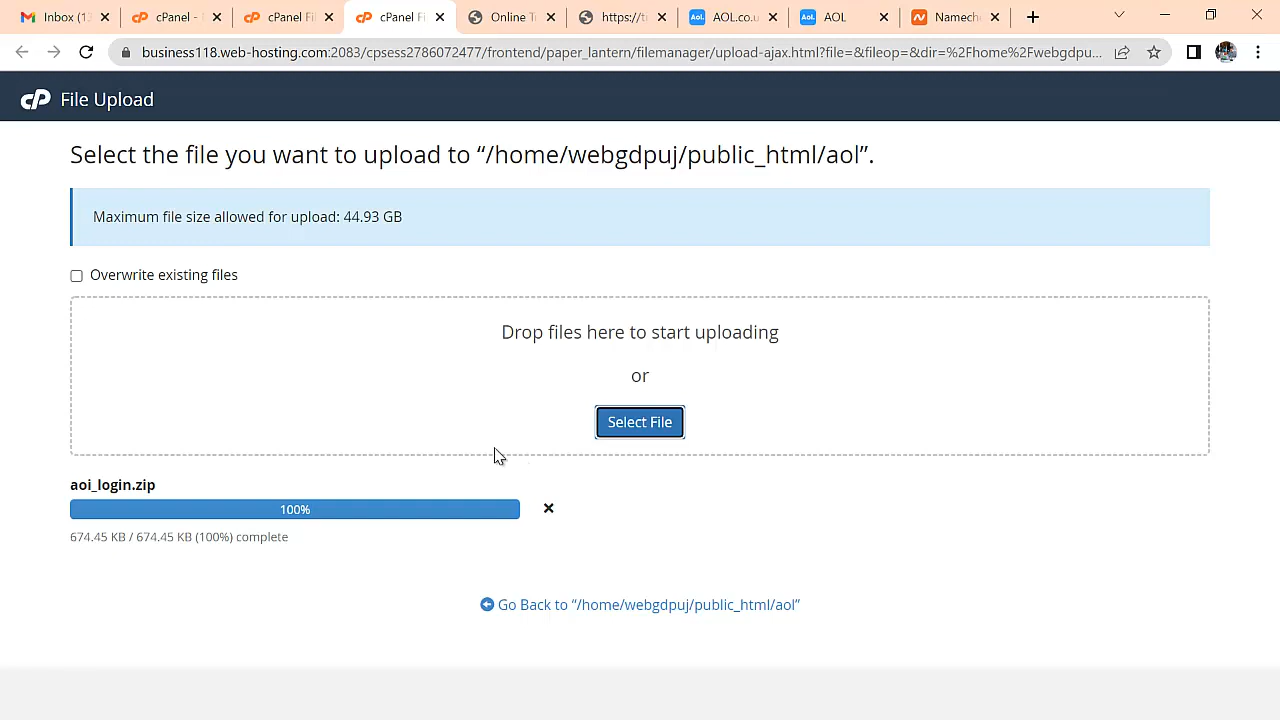 Inbox (13
cPanel -
cPanel Fi
cPanel Fi
Online T
https://t
AOL.co.u
AOL
Namech
business118.web-hosting.com:2083/cpsess2786072477/frontend/paper_lantern/filemanager/upload-ajax.html?file=&fileop=&dir=%2Fhome%2Fwebgdpu...
cP File Upload
Select the file you want to upload to “/home/webgdpuj/public_html/aol”.
Maximum file size allowed for upload: 44.93 GB
Overwrite existing files
Drop files here to start uploading
or
Select File
aoi_login.zip
100%
674.45 KB / 674.45 KB (100%) complete
Go Back to “/home/webgdpuj/public_html/aol”